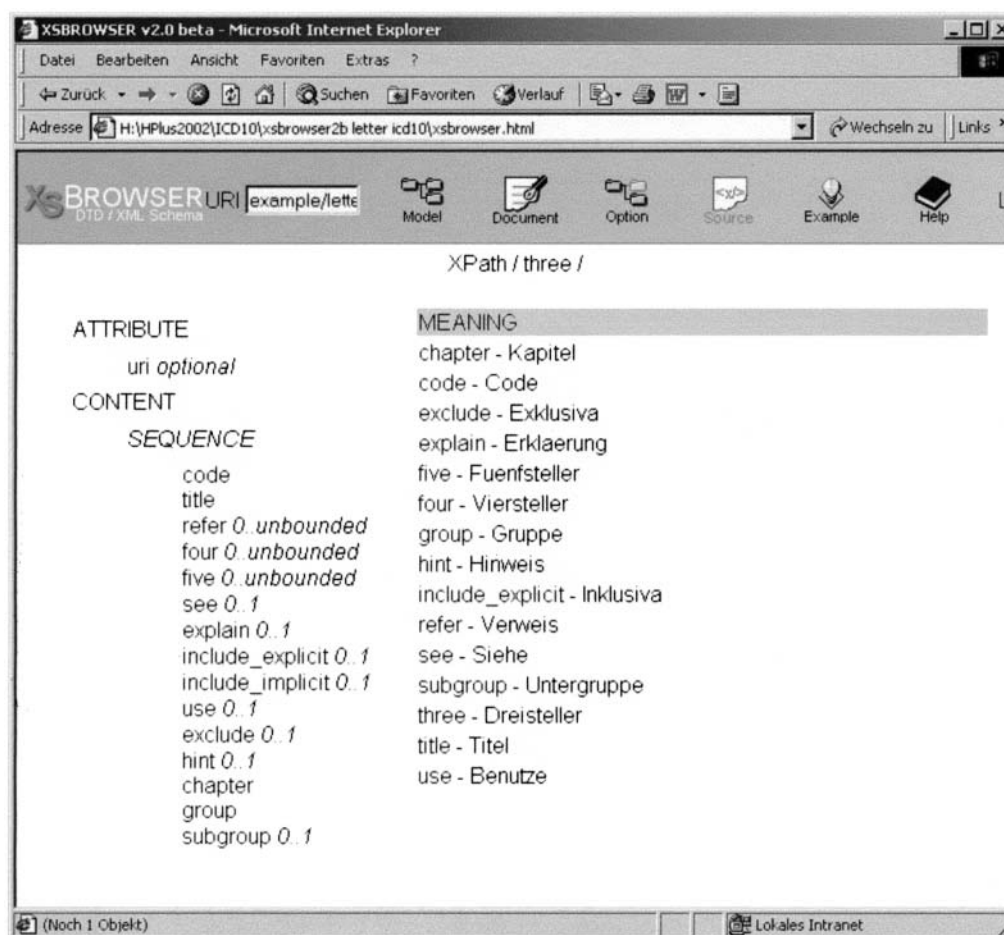 XSBROWSER v2.0 beta - Microsoft Internet Explorer
Datei Bearbeiten Ansicht Favoriten Extras ?
Zurück Suchen Favoriten Verlauf
Adresse H:\HPlus2002\ICD10\xsbrowser2b letter icd10\xsbrowser.html Wechseln zu Links
XSBROWSER URI example/lette
DTD / XML Schema
Model Document Option Source Example Help
XPath / three /
ATTRIBUTE
uri optional
CONTENT
SEQUENCE
code
title
refer 0..unbounded
four 0..unbounded
five 0..unbounded
see 0..1
explain 0..1
include_explicit 0..1
include_implicit 0..1
use 0..1
exclude 0..1
hint 0..1
chapter
group
subgroup 0..1
MEANING
chapter - Kapitel
code - Code
exclude - Exklusiva
explain - Erklaerung
five - Fuenfsteller
four - Viersteller
group - Gruppe
hint - Hinweis
include_explicit - Inklusiva
refer - Verweis
see - Siehe
subgroup - Untergruppe
three - Dreisteller
title - Titel
use - Benutze
(Noch 1 Objekt) Lokales Intranet